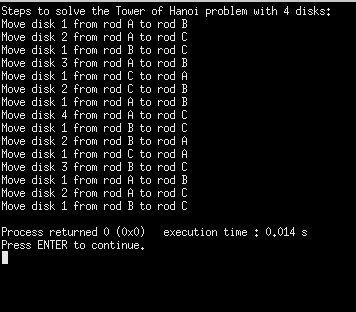 Steps to solve the Tower of Hanoi problem with 4 disks:
Move disk 1 from rod A to rod B
Move disk 2 from rod A to rod C
Move disk 1 from rod B to rod C
Move disk 3 from rod A to rod B
Move disk 1 from rod C to rod A
Move disk 2 from rod C to rod B
Move disk 1 from rod A to rod B
Move disk 4 from rod A to rod C
Move disk 1 from rod B to rod C
Move disk 2 from rod B to rod A
Move disk 1 from rod C to rod A
Move disk 3 from rod B to rod C
Move disk 1 from rod A to rod B
Move disk 2 from rod A to rod C
Move disk 1 from rod B to rod C
Process returned 0 (0x0)   execution time : 0.014 s
Press ENTER to continue.